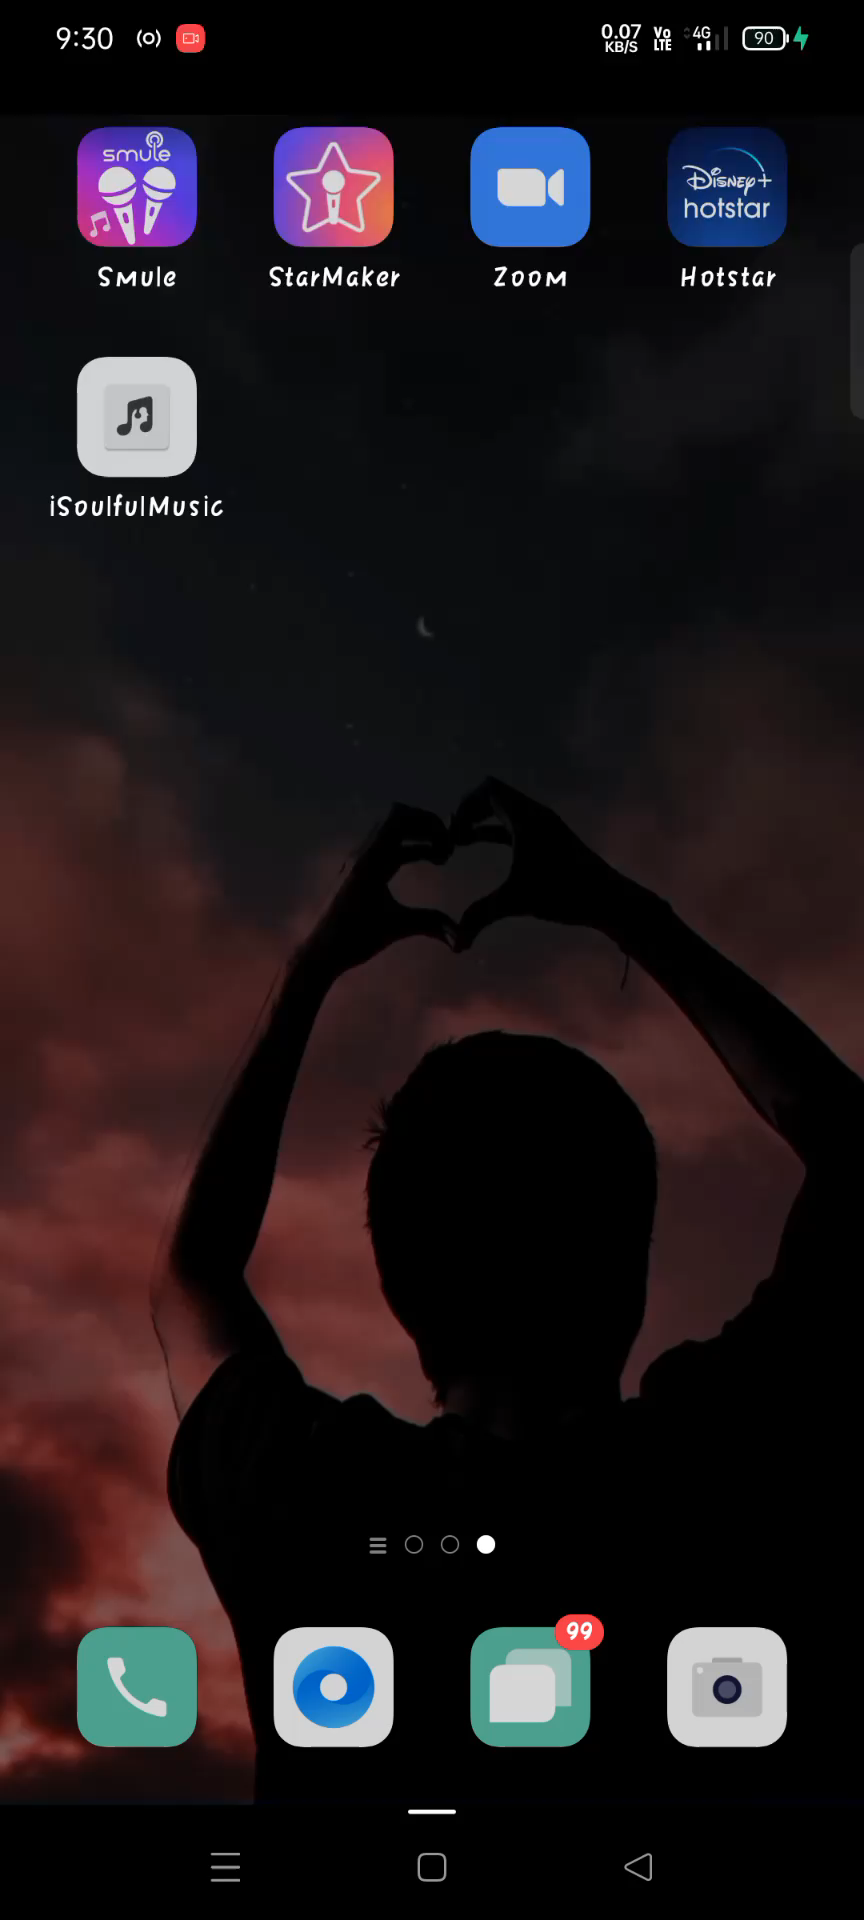 9:30
0.07 KB/S
Vo LTE
4G
90
smule
Disney+ hotstar
Smule
StarMaker
Zoom
Hotstar
iSoulfulMusic
99